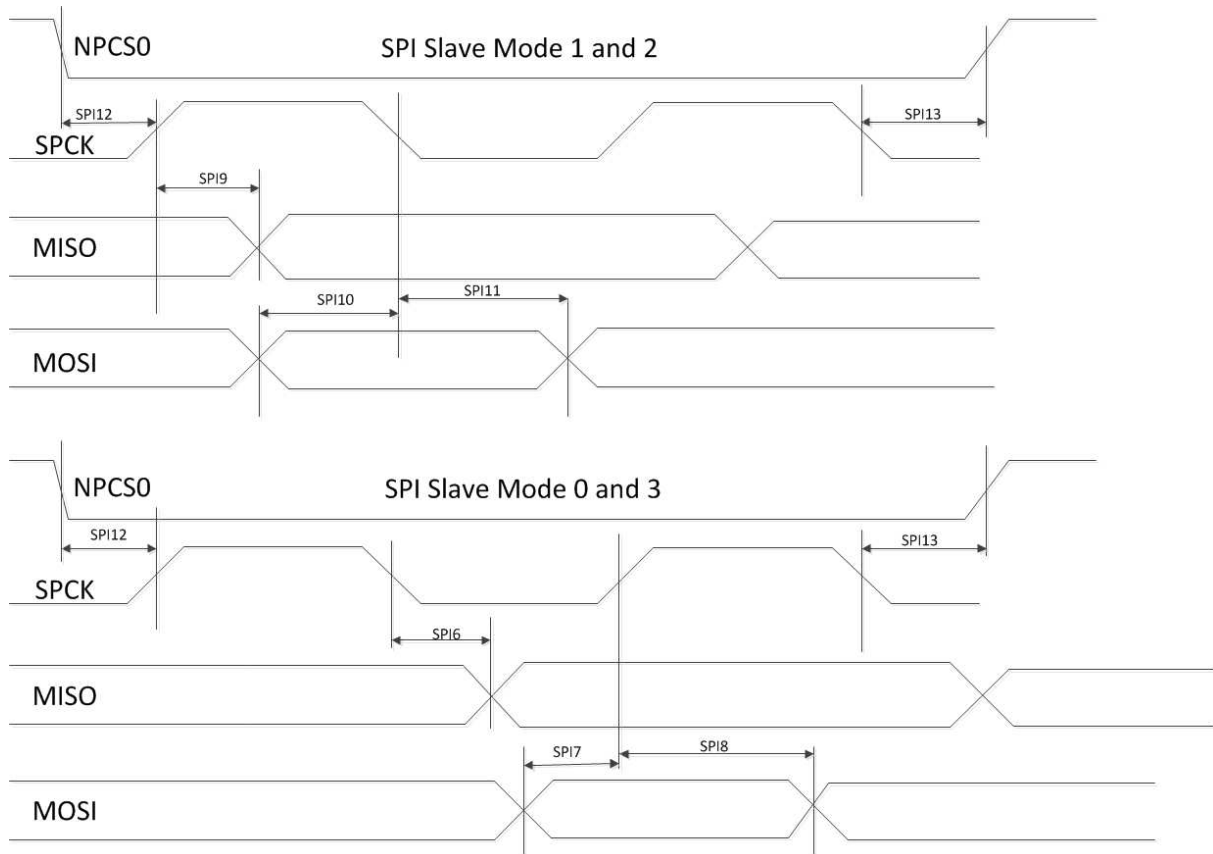 NPCS0 SPI Slave Mode 1 and 2
SPI12 SPI13
SPCK
SPI9
MISO
SPI10 SPI11
MOSI
NPCS0 SPI Slave Mode 0 and 3
SPI12 SPI13
SPCK
SPI6
MISO
SPI7 SPI8
MOSI